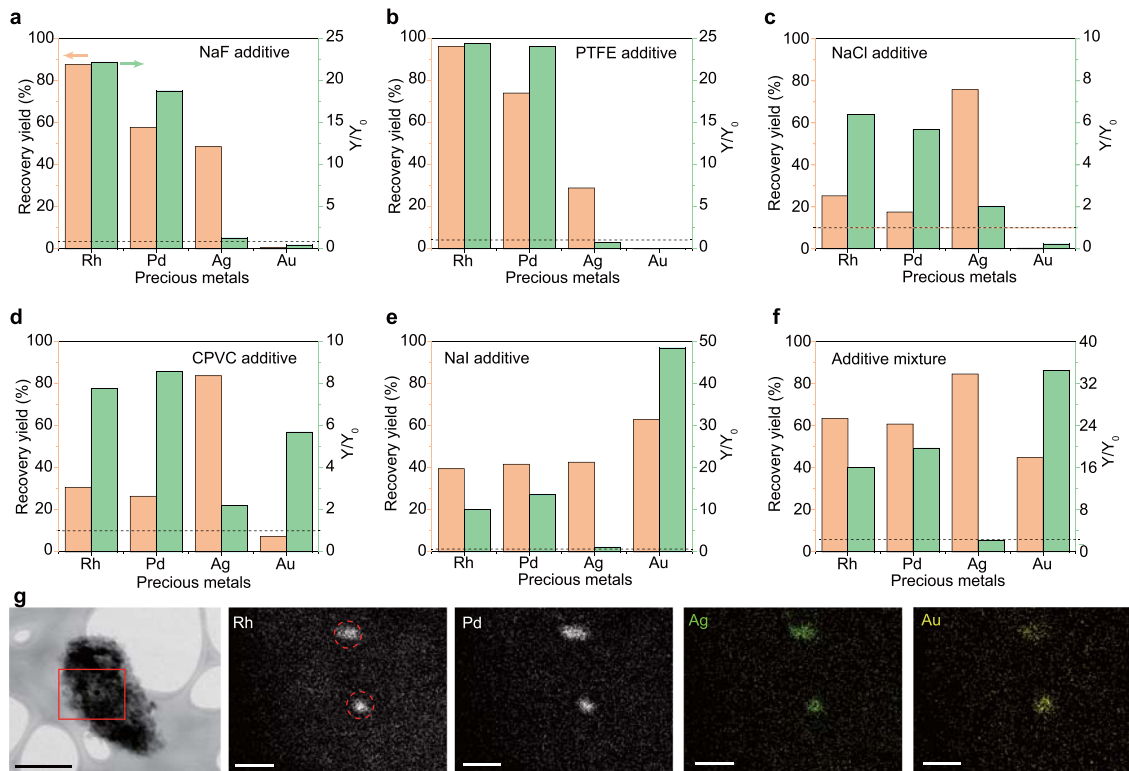 a
NaF additive
Recovery yield (%)
100
80
60
40
20
0
25
20
15
10
5
0
Y/Y0
Rh Pd Ag Au
Precious metals
b
PTFE additive
Recovery yield (%)
100
80
60
40
20
0
25
20
15
10
5
0
Y/Y0
Rh Pd Ag Au
Precious metals
c
NaCl additive
Recovery yield (%)
100
80
60
40
20
0
10
8
6
4
2
0
Y/Y0
Rh Pd Ag Au
Precious metals
d
CPVC additive
Recovery yield (%)
100
80
60
40
20
0
10
8
6
4
2
0
Y/Y0
Rh Pd Ag Au
Precious metals
e
NaI additive
Recovery yield (%)
100
80
60
40
20
0
50
40
30
20
10
0
Y/Y0
Rh Pd Ag Au
Precious metals
f
Additive mixture
Recovery yield (%)
100
80
60
40
20
0
40
32
24
16
8
0
Y/Y0
Rh Pd Ag Au
Precious metals
g
Rh
Pd
Ag
Au